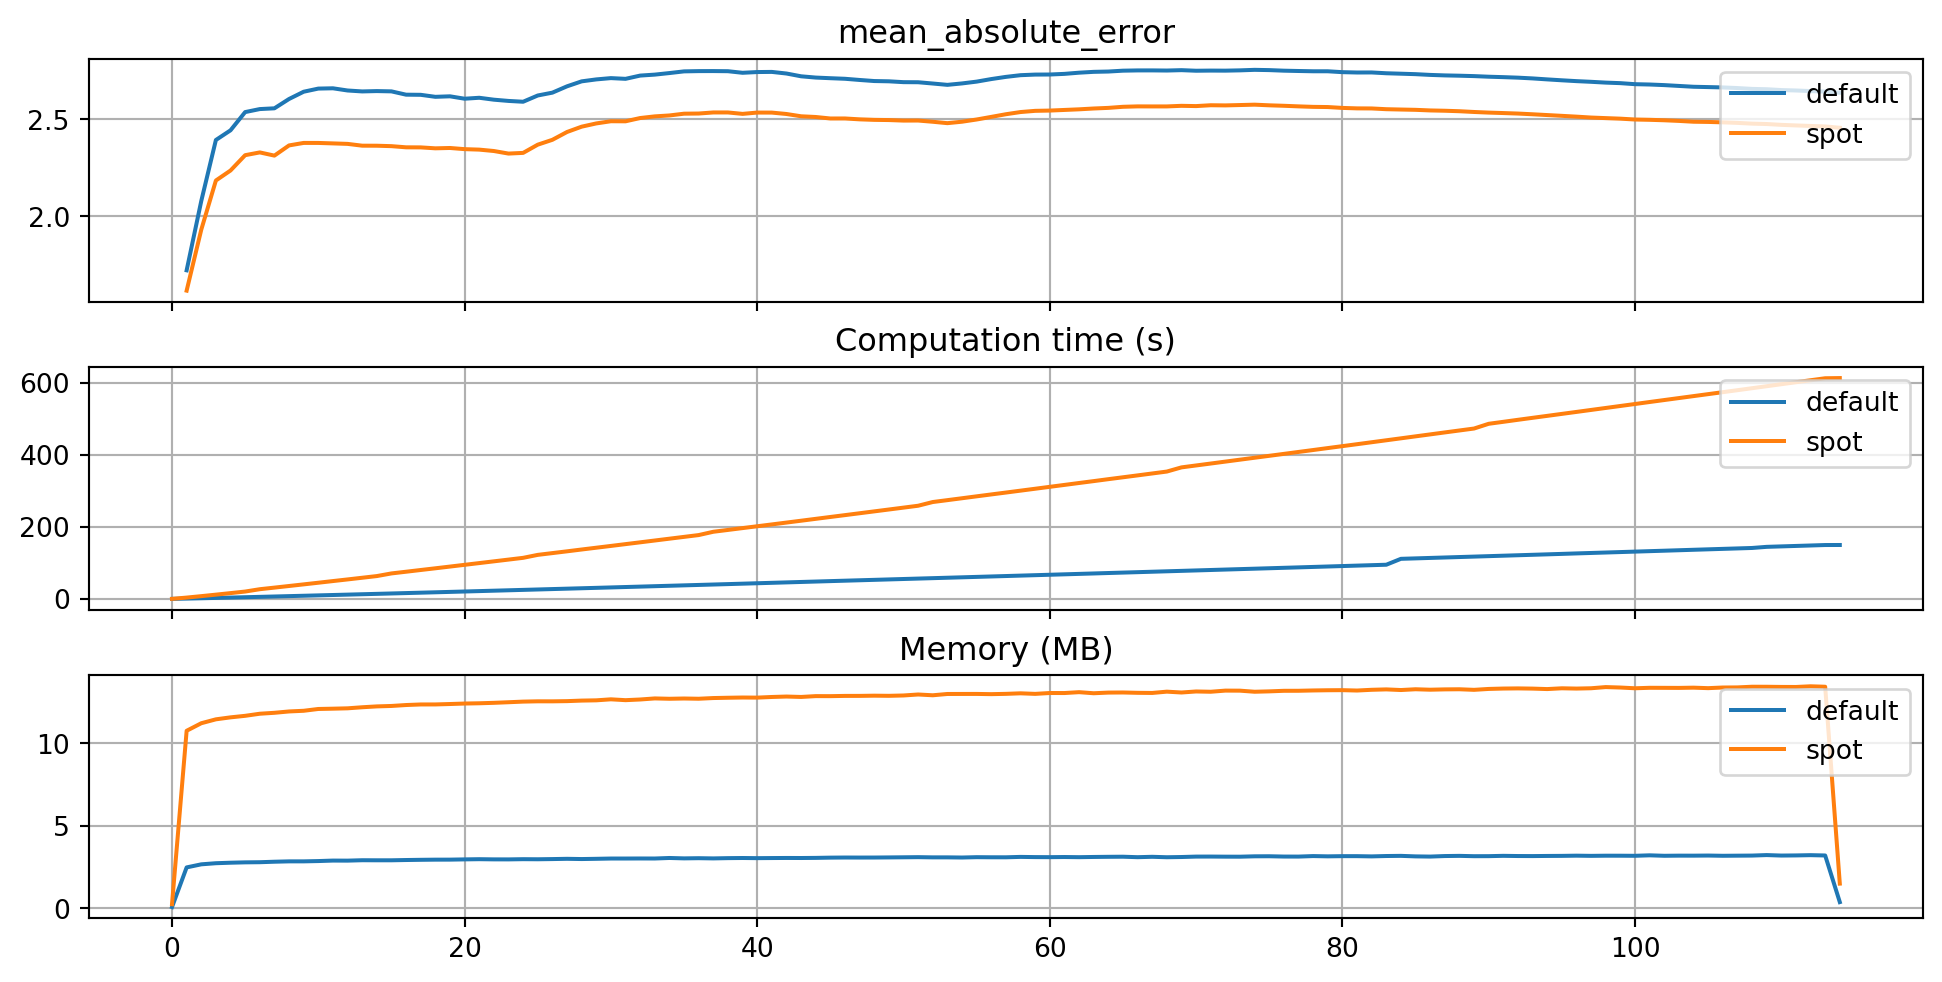 mean_absolute_error
2.5
2.0
default
spot
Computation time (s)
600
400
200
0
default
spot
Memory (MB)
10
5
0
default
spot
0 20 40 60 80 100